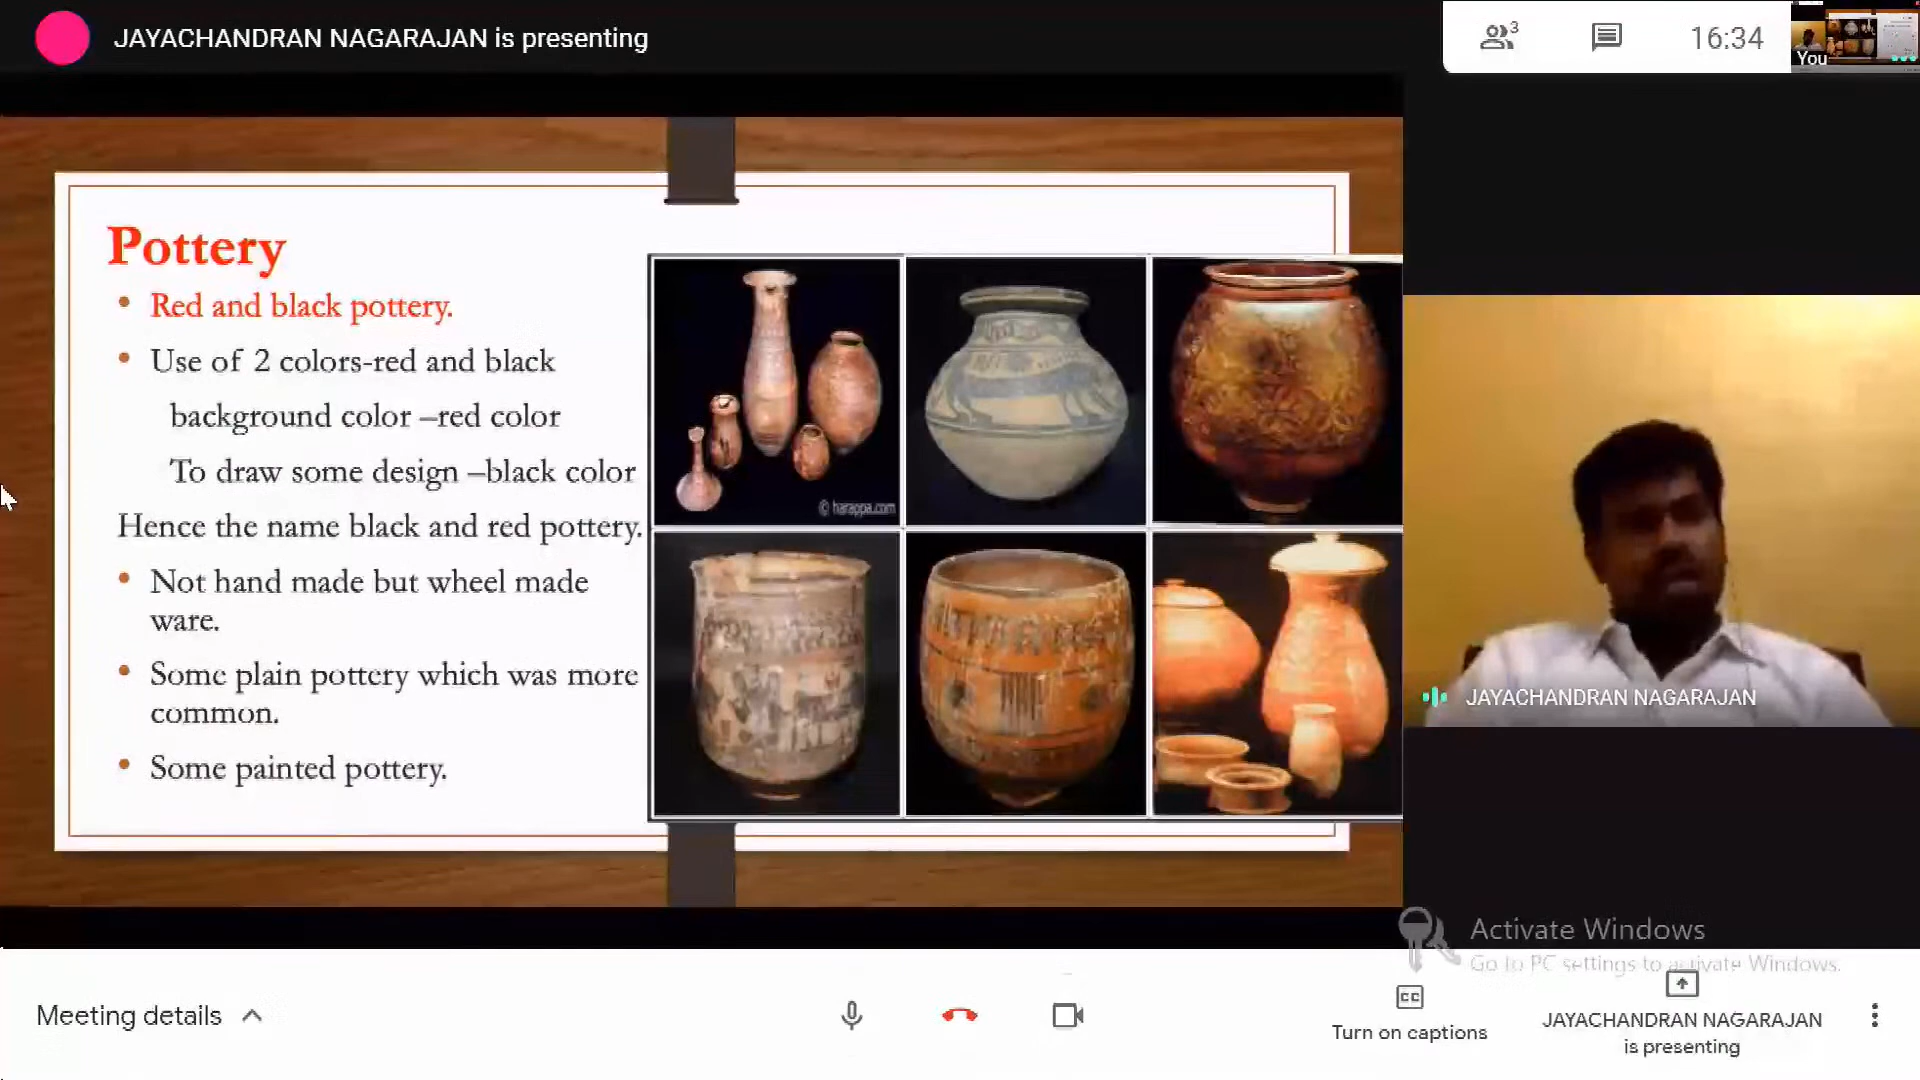 JAYACHANDRAN NAGARAJAN is presenting
3
16:34
You
Pottery
• Red and black pottery.
• Use of 2 colors-red and black
background color –red color
To draw some design –black color
Hence the name black and red pottery.
• Not hand made but wheel made
ware.
• Some plain pottery which was more
common.
• Some painted pottery.
© harappa.com
JAYACHANDRAN NAGARAJAN
Activate Windows
Go to PC settings to activate Windows.
Meeting details
CC
Turn on captions
JAYACHANDRAN NAGARAJAN
is presenting